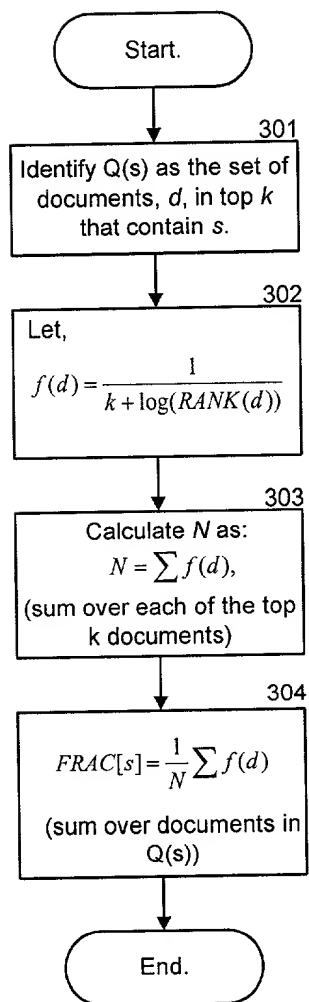 Start.
301
Identify Q(s) as the set of
documents, d, in top k
that contain s.
302
Let,
f(d) = 1 / (k + log(RANK(d)))
303
Calculate N as:
N = ∑ f(d),
(sum over each of the top
k documents)
304
FRAC[s] = 1/N ∑ f(d)
(sum over documents in
Q(s))
End.